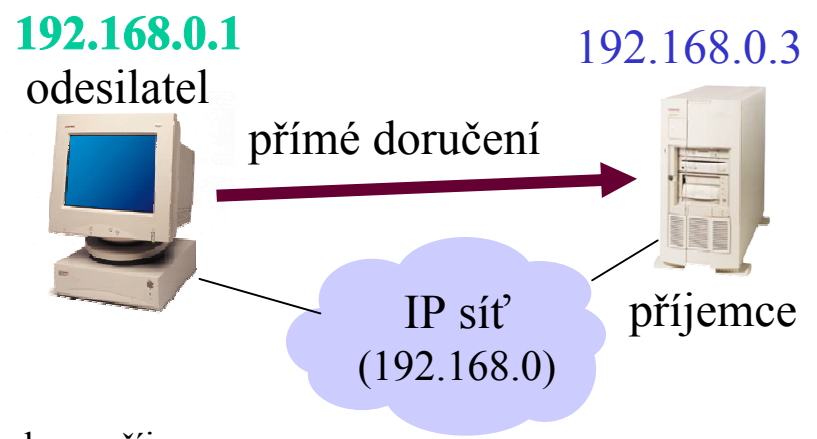 192.168.0.1
192.168.0.3
odesilatel
přímé doručení
IP síť
(192.168.0)
příjemce